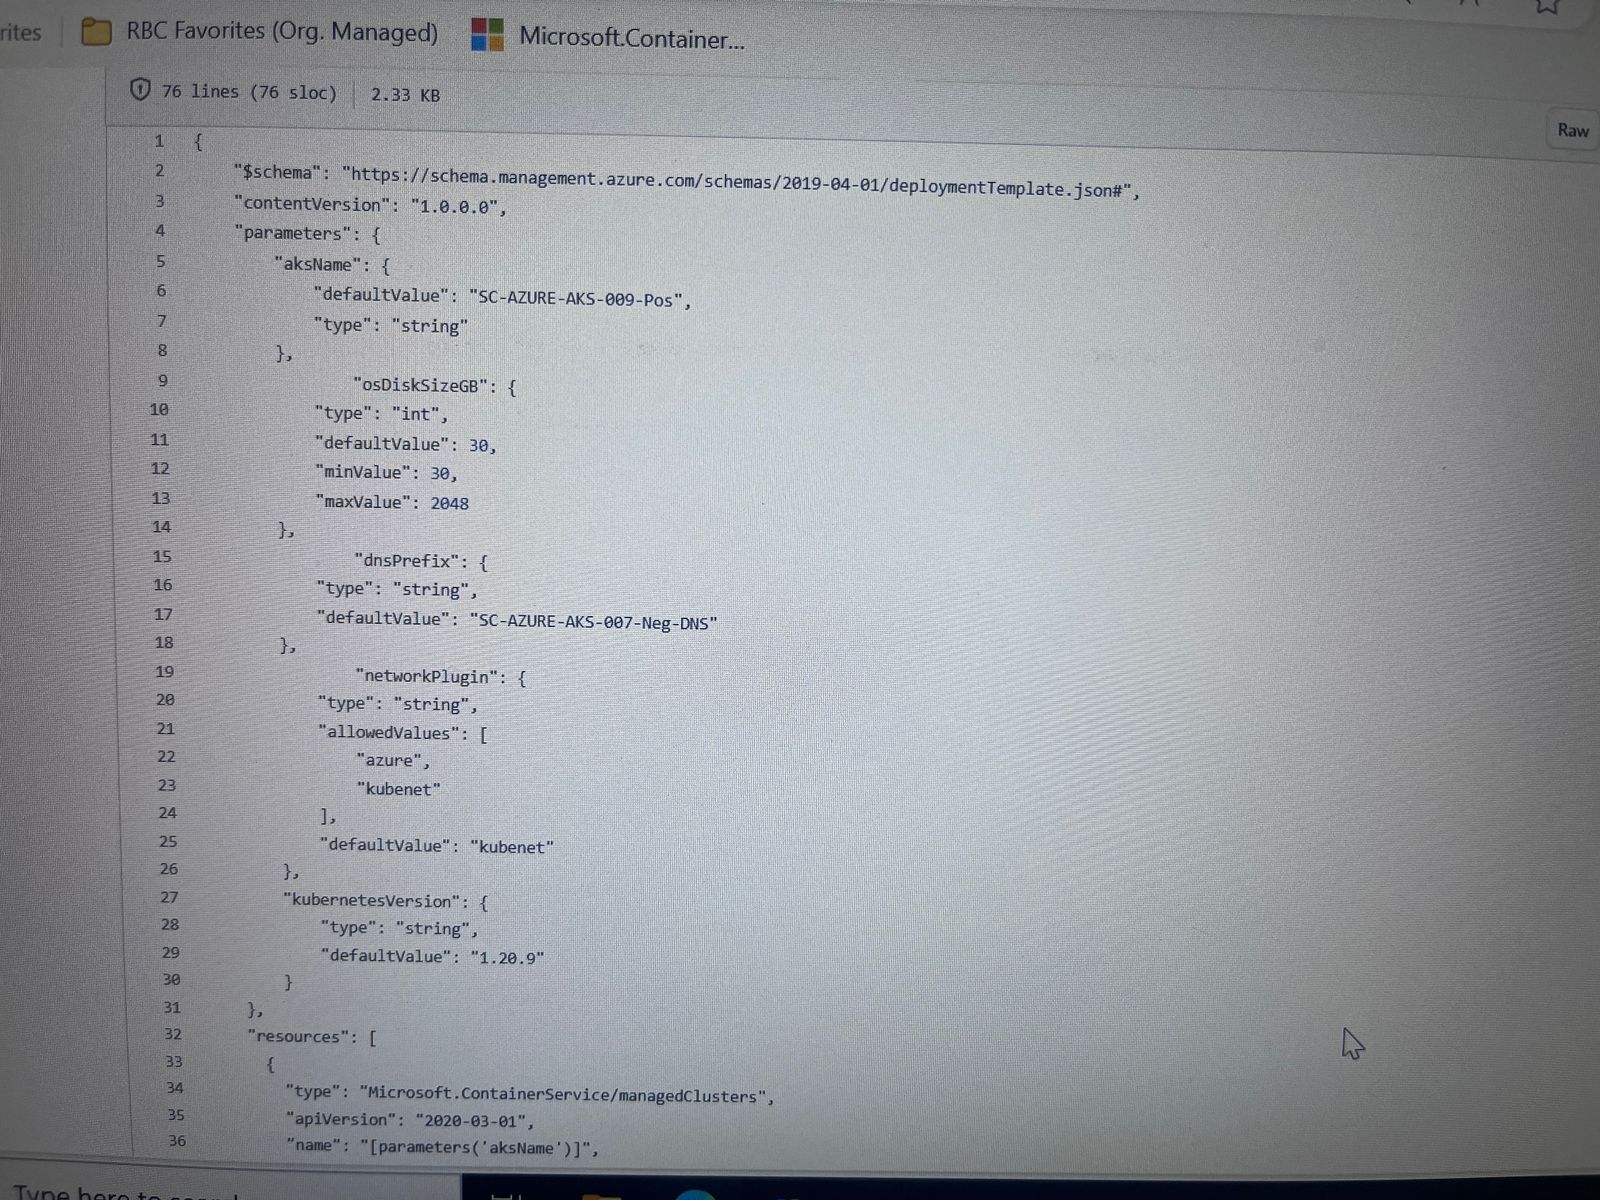 rites RBC Favorites (Org. Managed) Microsoft.Container...
76 lines (76 sloc) 2.33 KB
Raw
1 {
2 "$schema": "https://schema.management.azure.com/schemas/2019-04-01/deploymentTemplate.json#",
3 "contentVersion": "1.0.0.0",
4 "parameters": {
5 "aksName": {
6 "defaultValue": "SC-AZURE-AKS-009-Pos",
7 "type": "string"
8 },
9 "osDiskSizeGB": {
10 "type": "int",
11 "defaultValue": 30,
12 "minValue": 30,
13 "maxValue": 2048
14 },
15 "dnsPrefix": {
16 "type": "string",
17 "defaultValue": "SC-AZURE-AKS-007-Neg-DNS"
18 },
19 "networkPlugin": {
20 "type": "string",
21 "allowedValues": [
22 "azure",
23 "kubenet"
24 ],
25 "defaultValue": "kubenet"
26 },
27 "kubernetesVersion": {
28 "type": "string",
29 "defaultValue": "1.20.9"
30 }
31 },
32 "resources": [
33 {
34 "type": "Microsoft.ContainerService/managedClusters",
35 "apiVersion": "2020-03-01",
36 "name": "[parameters('aksName')]",
Type here to